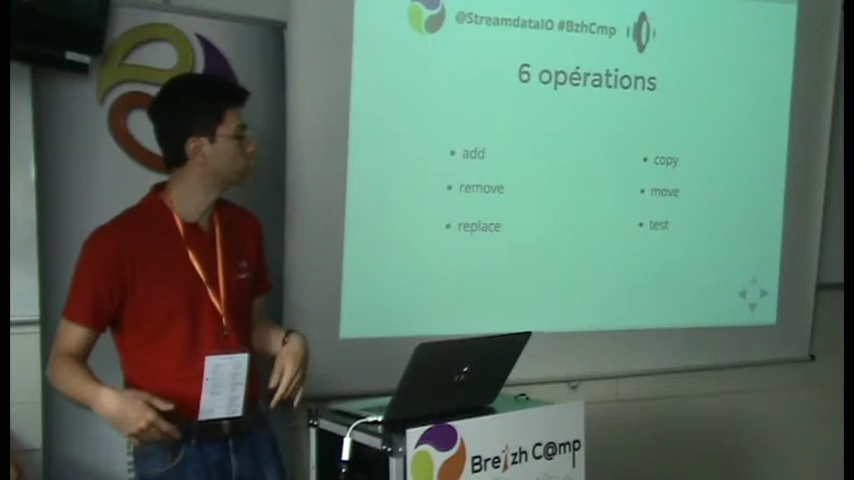 @StreamdataIO #BzhCmp
6 opérations
• add
• remove
• replace
• copy
• move
• test
Breizh C@mp